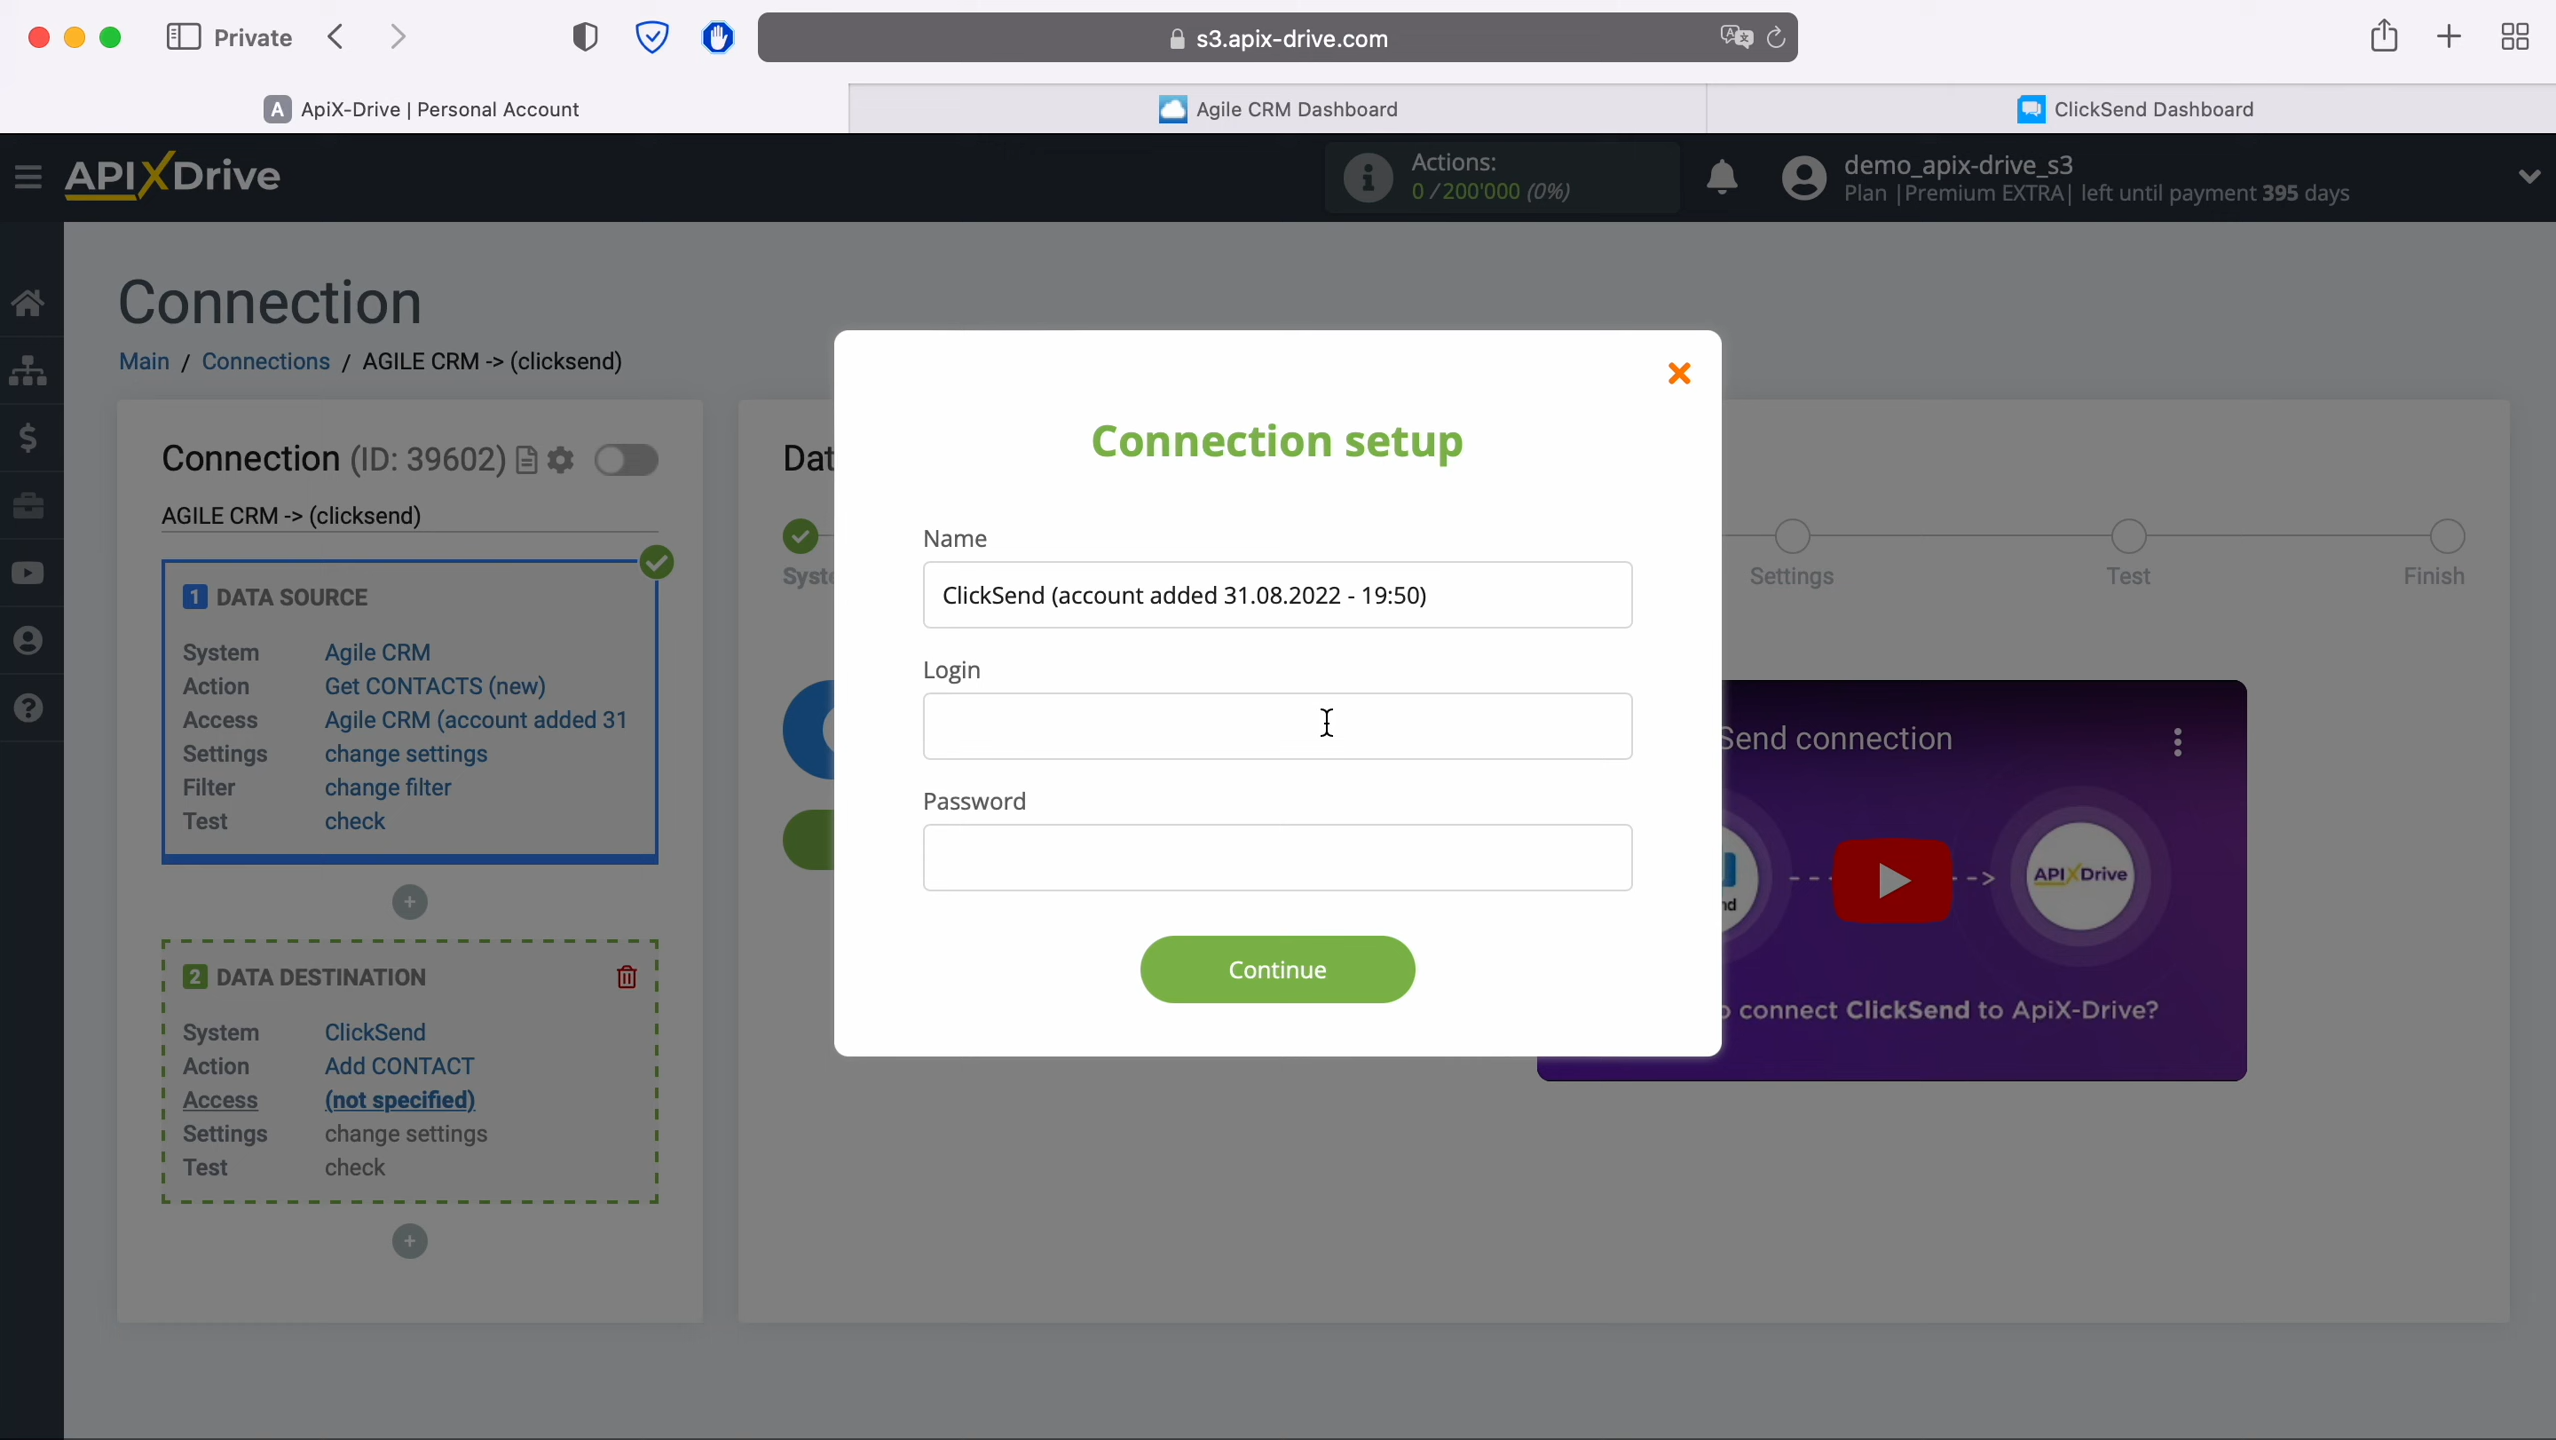 Private
s3.apix-drive.com
A ApiX-Drive | Personal Account
Agile CRM Dashboard
ClickSend Dashboard
APIXDrive
Actions:
0 / 200'000 (0%)
demo_apix-drive_s3
Plan | Premium EXTRA | left until payment 395 days
Connection
Main / Connections / AGILE CRM -> (clicksend)
Connection (ID: 39602)
AGILE CRM -> (clicksend)
1 DATA SOURCE
System Agile CRM
Action Get CONTACTS (new)
Access Agile CRM (account added 31
Settings change settings
Filter change filter
Test check
2 DATA DESTINATION
System ClickSend
Action Add CONTACT
Access (not specified)
Settings change settings
Test check
Dat
Syste
Settings
Test
Finish
Connection setup
Name
ClickSend (account added 31.08.2022 - 19:50)
Login
Password
Continue
Send connection
nd
APIXDrive
connect ClickSend to ApiX-Drive?